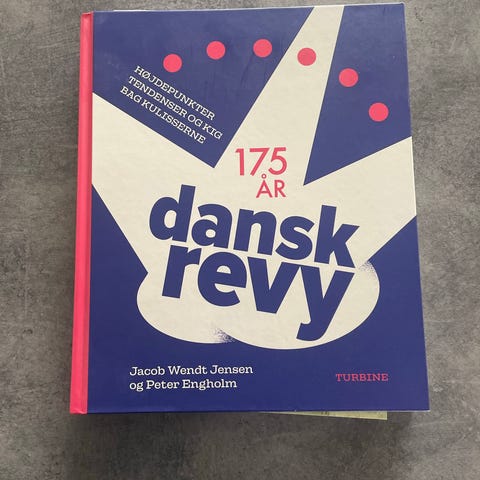 HØJDEPUNKTER
TENDENSER OG KIG
BAG KULISSERNE
175
ÅR
dansk
revy
Jacob Wendt Jensen
og Peter Engholm
TURBINE